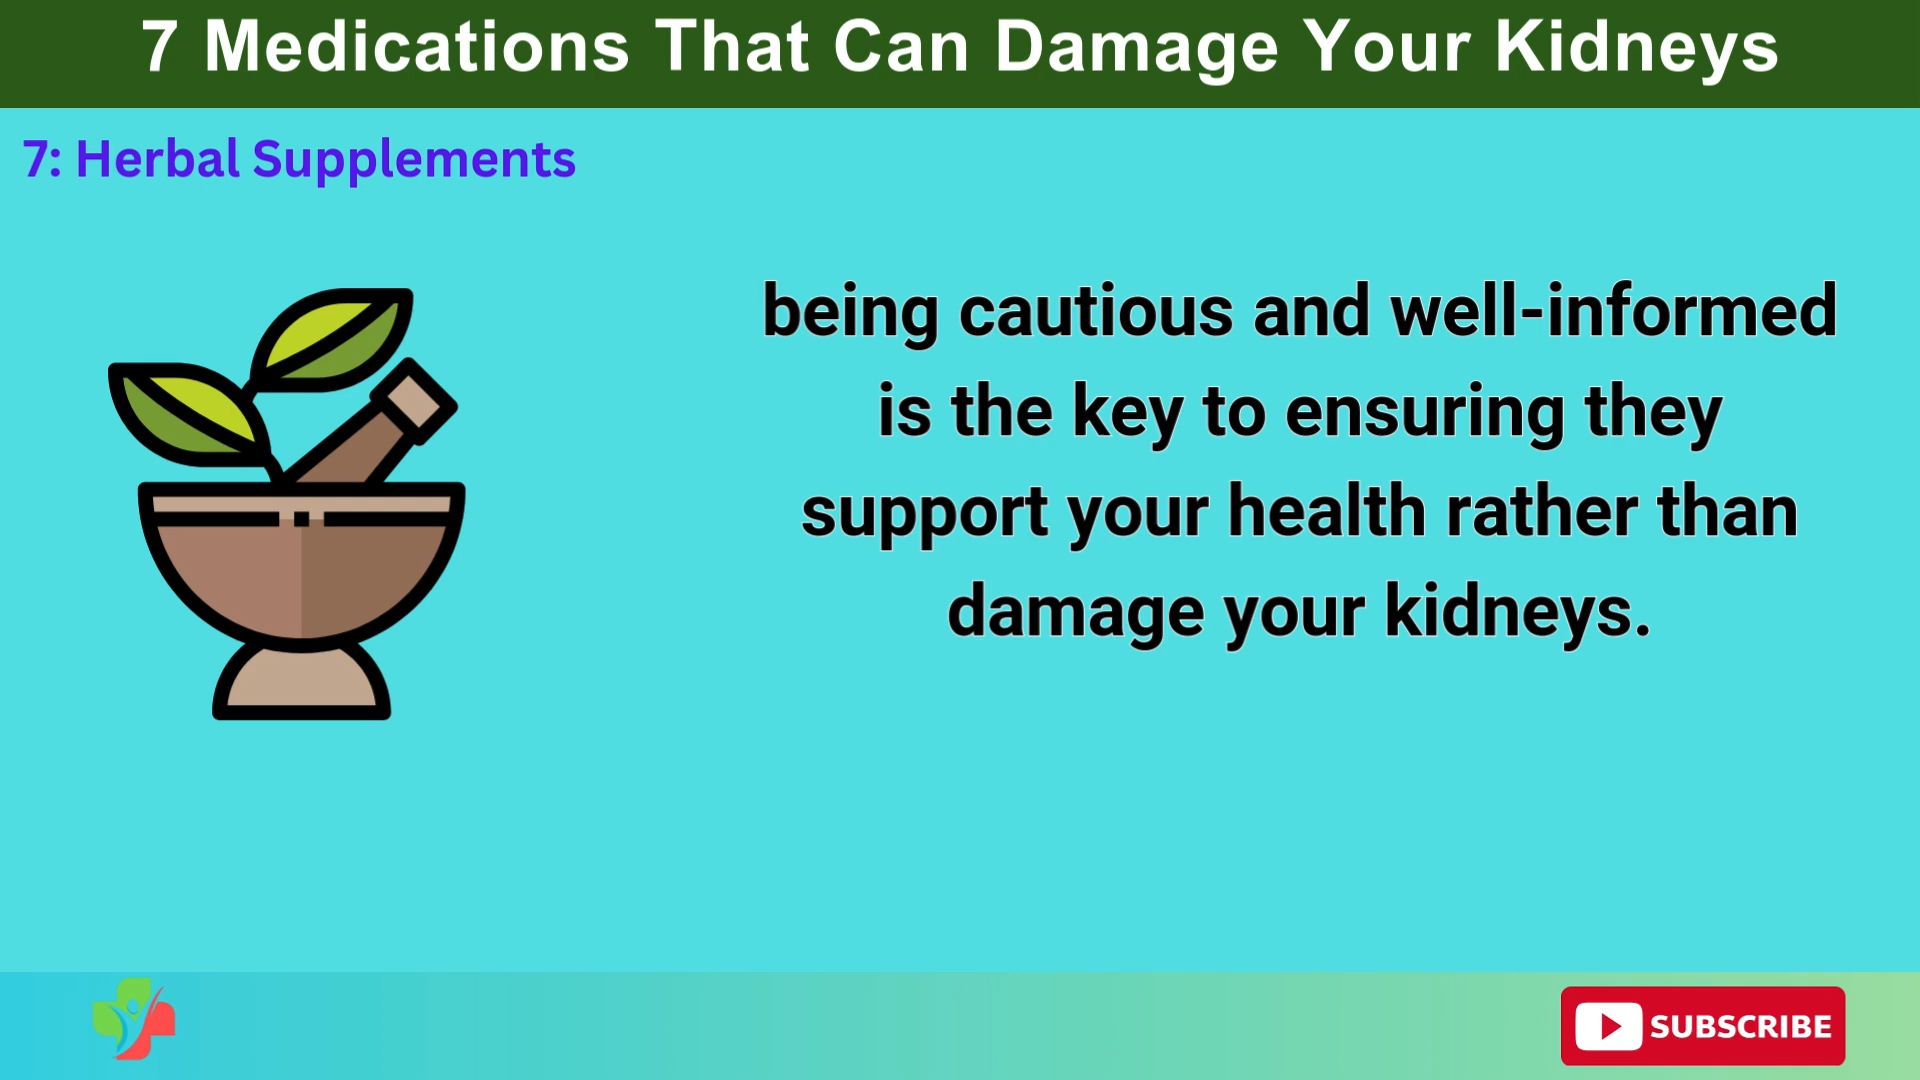 7 Medications That Can Damage Your Kidneys
7: Herbal Supplements
being cautious and well-informed
is the key to ensuring they
support your health rather than
damage your kidneys.
SUBSCRIBE